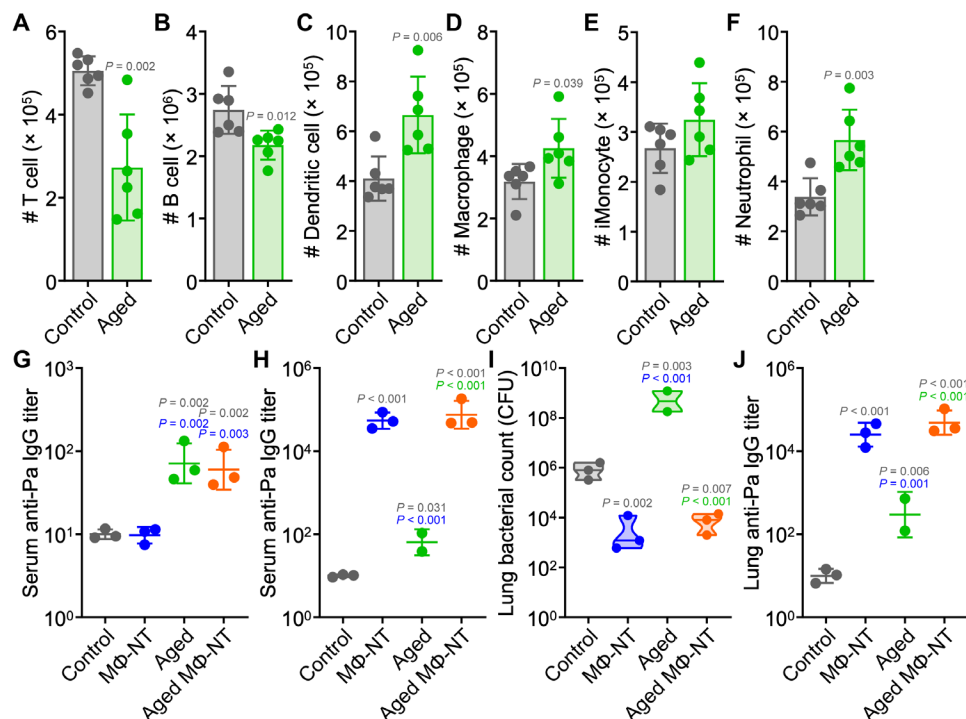 A
# T cell (× 10⁵)
6
4
2
0
P = 0.002
Control
Aged
B
# B cell (× 10⁶)
4
3
2
1
0
P = 0.012
Control
Aged
C
# Dendritic cell (× 10⁵)
10
8
6
4
2
0
P = 0.006
Control
Aged
D
# Macrophage (× 10⁵)
8
6
4
2
0
P = 0.039
Control
Aged
E
# iMonocyte (× 10⁵)
5
4
3
2
1
0
Control
Aged
F
# Neutrophil (× 10⁵)
10
8
6
4
2
0
P = 0.003
Control
Aged
G
Serum anti-Pa IgG titer
10³
10²
10¹
10⁰
P = 0.002
P = 0.002
P = 0.002
P = 0.003
Control
MΦ-NT
Aged
Aged MΦ-NT
H
Serum anti-Pa IgG titer
10⁶
10⁴
10²
10⁰
P < 0.001
P = 0.031
P < 0.001
P < 0.001
P < 0.001
Control
MΦ-NT
Aged
Aged MΦ-NT
I
Lung bacterial count (CFU)
10¹⁰
10⁸
10⁶
10⁴
10²
10⁰
P = 0.002
P = 0.003
P < 0.001
P = 0.007
P < 0.001
Control
MΦ-NT
Aged
Aged MΦ-NT
J
Lung anti-Pa IgG titer
10⁶
10⁴
10²
10⁰
P < 0.001
P = 0.006
P = 0.001
P < 0.001
P < 0.001
Control
MΦ-NT
Aged
Aged MΦ-NT